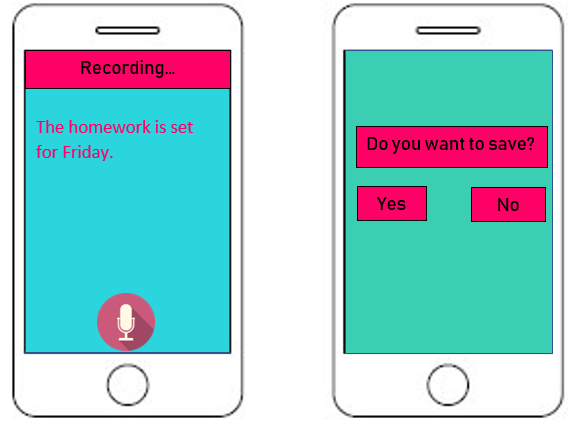 Recording...
The homework is set
for Friday.
Do you want to save?
Yes
No